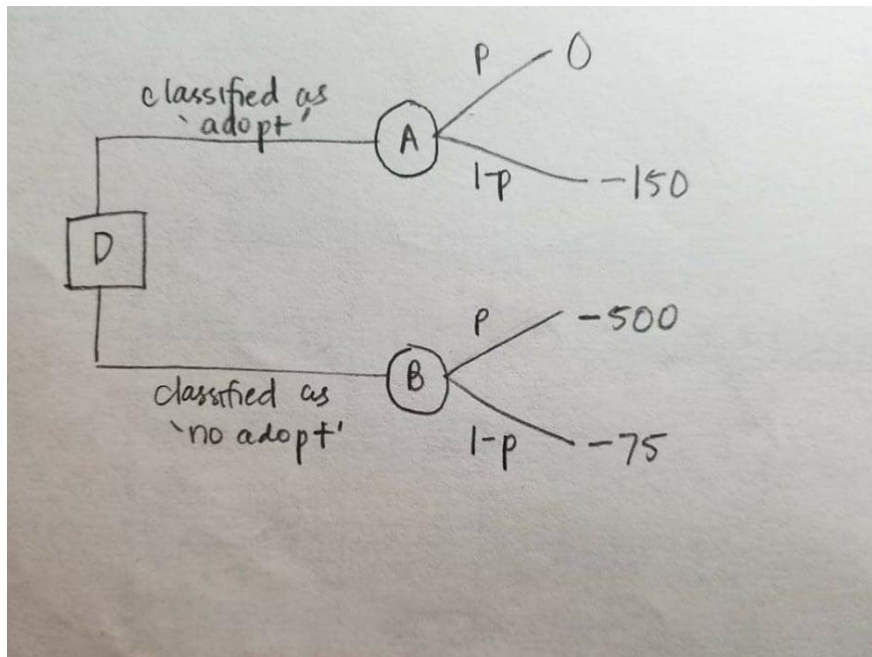 classified as
`adopt'
A
p
0
1-p
-150
D
p
-500
B
classified as
`no adopt'
1-p
-75